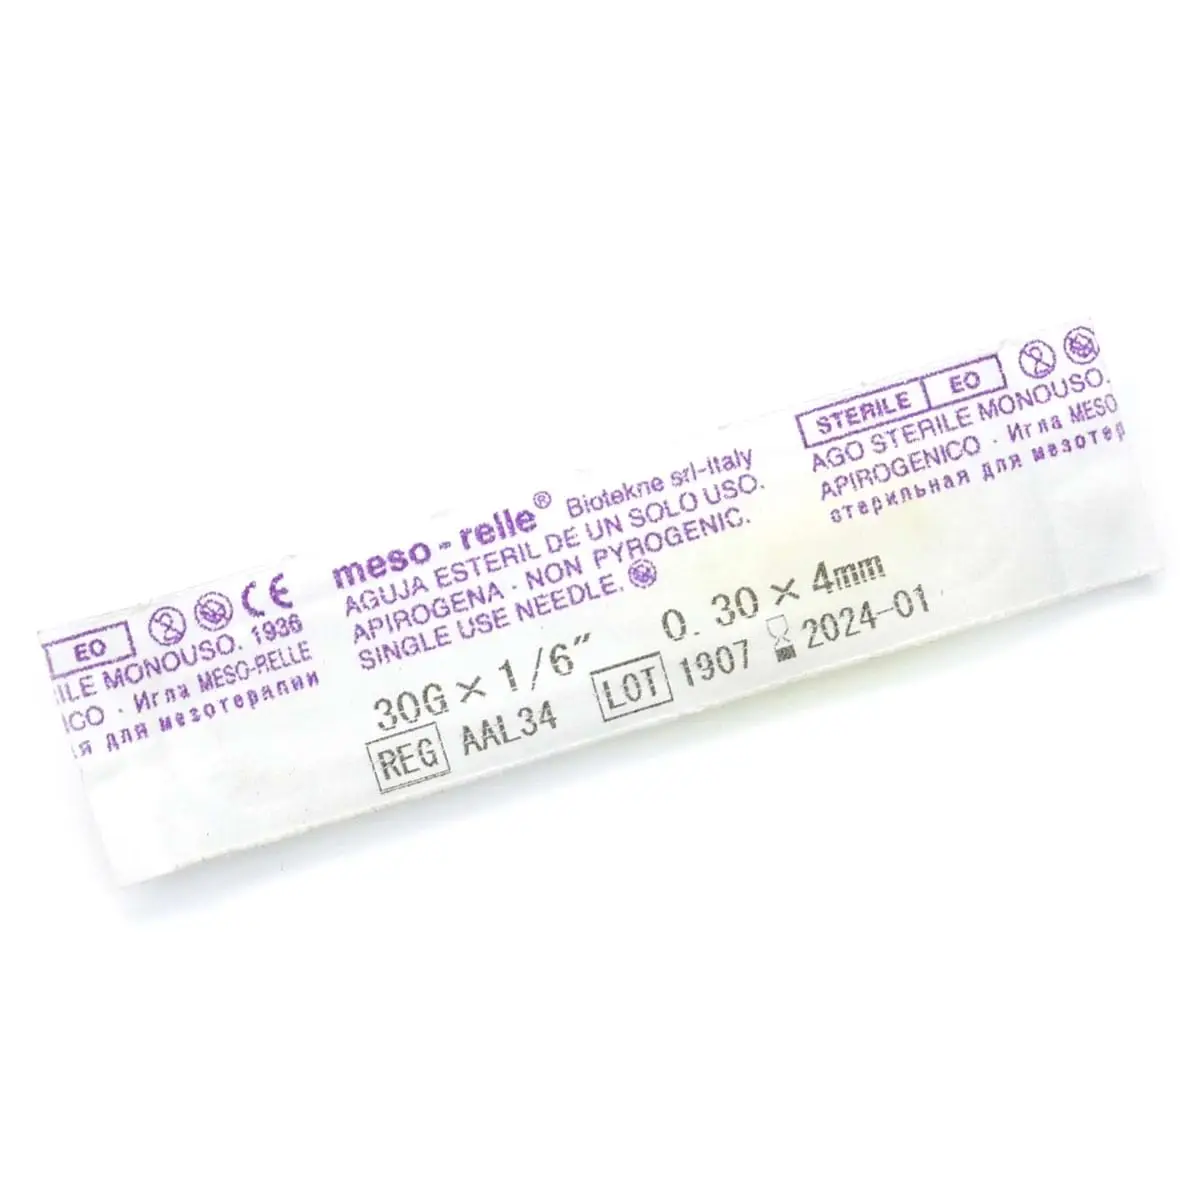 EO
ILE MONOUSO. 1936
ICO · Игла MESO-RELLE
ая для мезотерапии
CE
meso - relle® Biotekne srl-Italy
AGUJA ESTERIL DE UN SOLO USO.
APIROGENA · NON PYROGENIC.
SINGLE USE NEEDLE.
STERILE EO
AGO STERILE MONOUSO.
APIROGENICO · Игла MESO
стерильная для мезотер
30G × 1/6" 0.30 × 4mm
REG AAL34 LOT 1907 2024-01